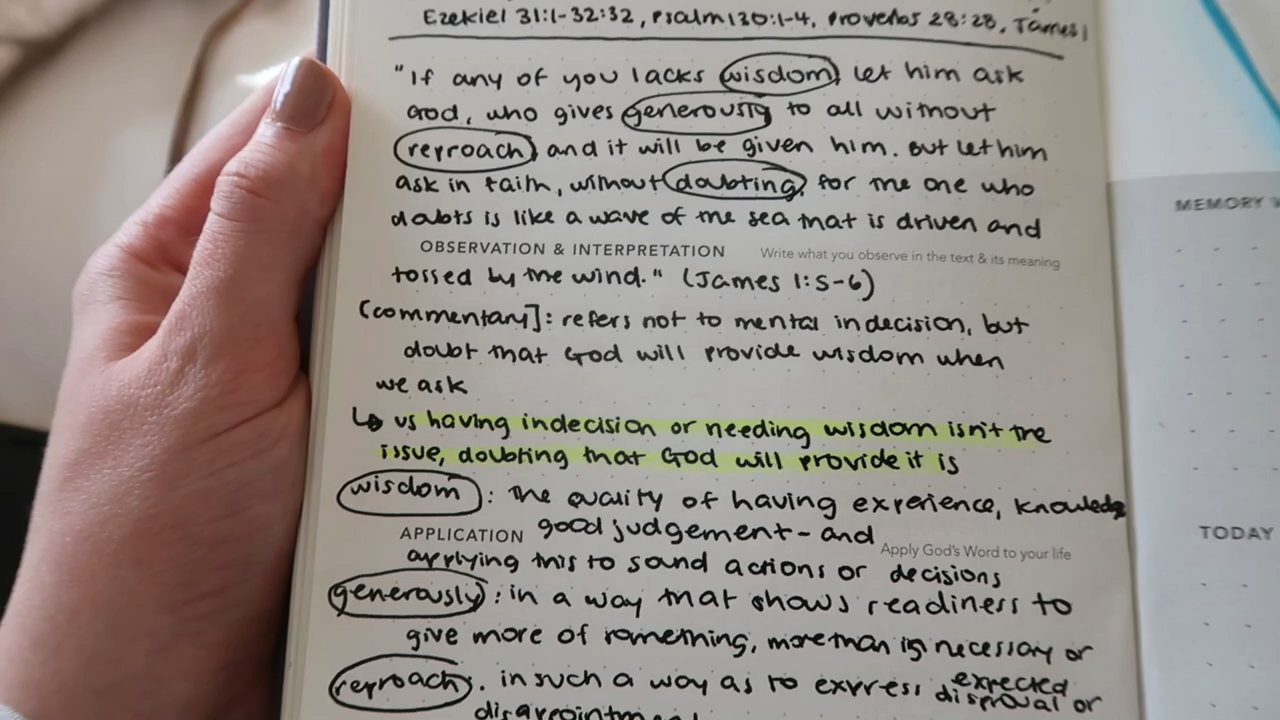 Ezekiel 31:1-32:32, Psalm 130:1-4, Proverbs 28:28, James 1
"If any of you lacks wisdom, let him ask
God, who gives generously to all without
reproach, and it will be given him. But let him
ask in faith, without doubting, for the one who
doubts is like a wave of the sea that is driven and
OBSERVATION & INTERPRETATION Write what you observe in the text & its meaning
tossed by the wind." (James 1:5-6)
[commentary]: refers not to mental indecision, but
doubt that God will provide wisdom when
we ask
↳ us having indecision or needing wisdom isn't the
issue, doubting that God will provide it is
wisdom: the quality of having experience, knowledge
good judgement - and
APPLICATION Apply God's Word to your life
applying this to sound actions or decisions
generously: in a way that shows readiness to
give more of something, more than is necessary or
expected
reproach: in such a way as to express disproval or
disappointment
MEMORY
TODAY